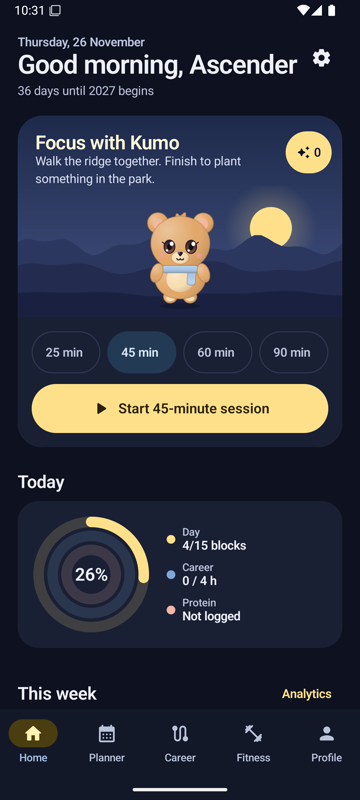 10:31
Thursday, 26 November
Good morning, Ascender
36 days until 2027 begins
Focus with Kumo
Walk the ridge together. Finish to plant
something in the park.
0
25 min
45 min
60 min
90 min
Start 45-minute session
Today
26%
Day
4/15 blocks
Career
0 / 4 h
Protein
Not logged
This week
Analytics
Home
Planner
Career
Fitness
Profile